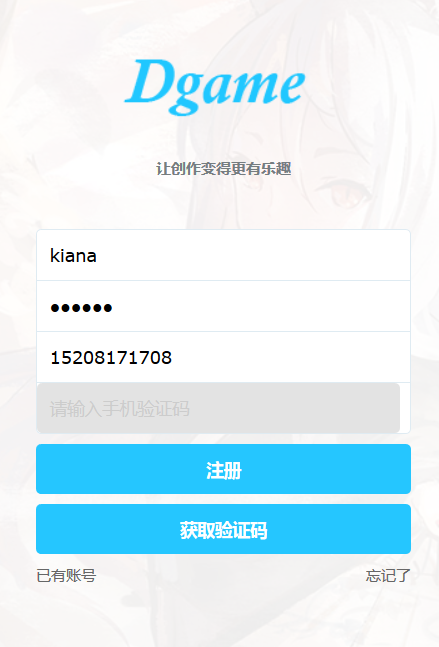 Dgame
让创作变得更有乐趣
kiana
●●●●●●
15208171708
请输入手机验证码
注册
获取验证码
已有账号 忘记了